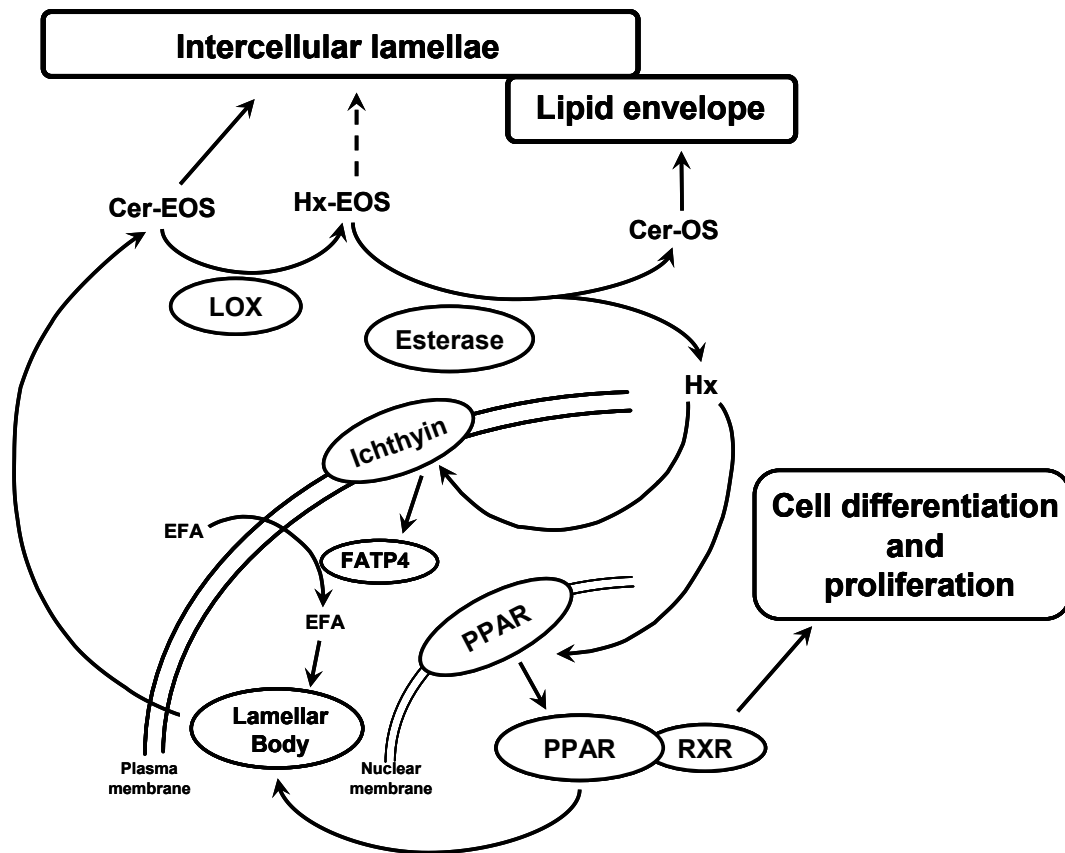 Intercellular lamellae
Lipid envelope
Cer-EOS
Hx-EOS
Cer-OS
LOX
Esterase
Hx
Ichthyin
Cell differentiation
and
proliferation
EFA
FATP4
EFA
PPAR
Lamellar
Body
PPAR
RXR
Plasma
membrane
Nuclear
membrane